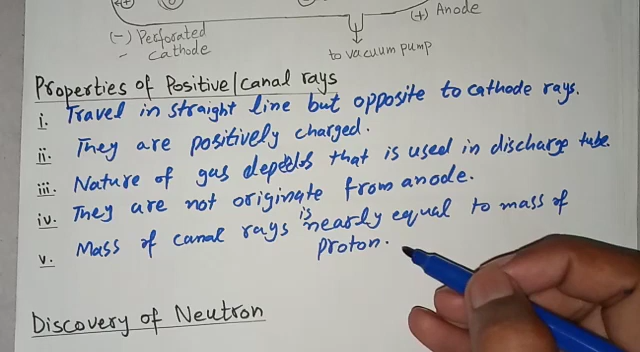 (+)
(-) Perforated
cathode
to vacuum pump
(+) Anode
Properties of Positive/Canal rays
i. Travel in straight line but opposite to cathode rays.
ii. They are positively charged.
iii. Nature of gas depends that is used in discharge tube.
iv. They are not originate from anode.
v. Mass of canal rays is nearly equal to mass of
proton.
Discovery of Neutron